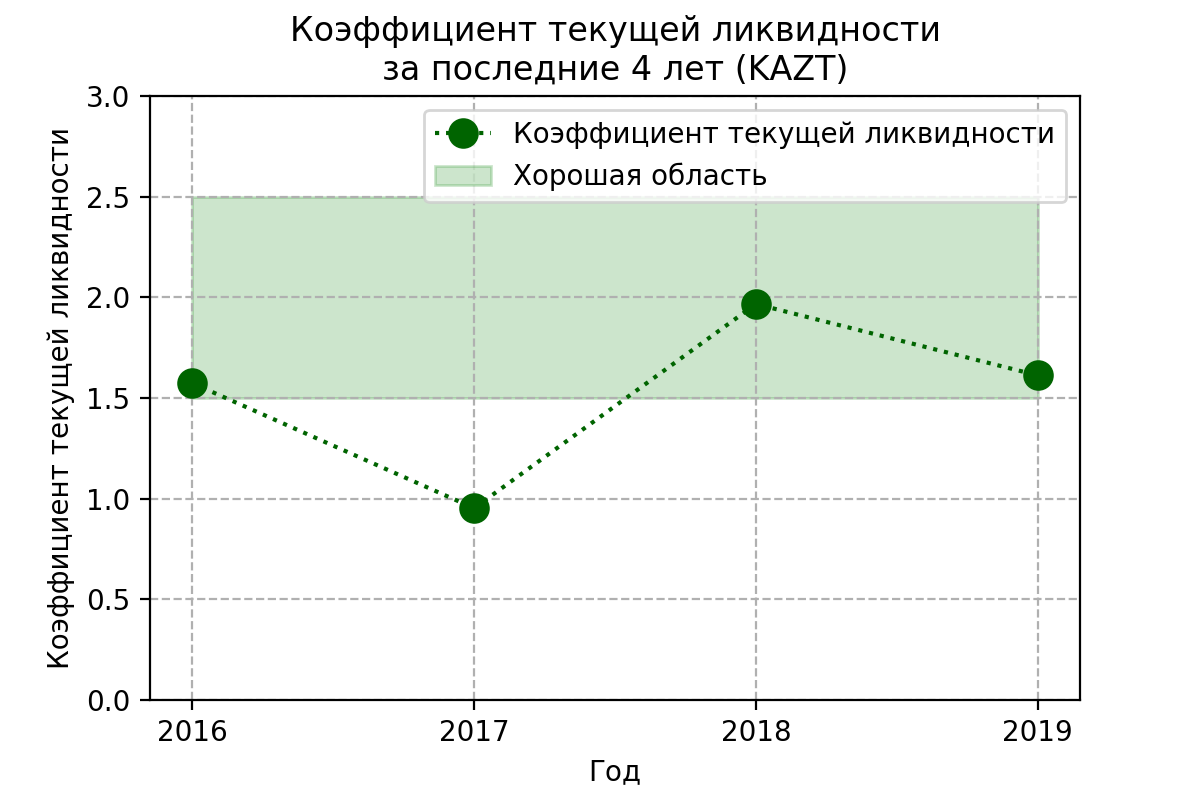 Коэффициент текущей ликвидности
за последние 4 лет (KAZT)
Коэффициент текущей ликвидности
Хорошая область
Коэффициент текущей ликвидности
3.0
2.5
2.0
1.5
1.0
0.5
0.0
2016 2017 2018 2019
Год